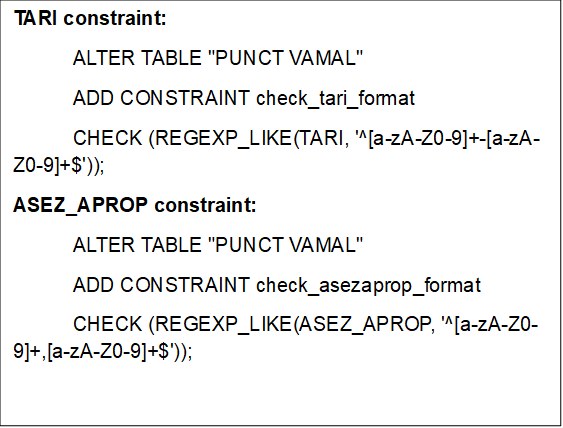 TARI constraint:
ALTER TABLE "PUNCT VAMAL"
ADD CONSTRAINT check_tari_format
CHECK (REGEXP_LIKE(TARI, '^[a-zA-Z0-9]+-[a-zA-
Z0-9]+$'));
ASEZ_APROP constraint:
ALTER TABLE "PUNCT VAMAL"
ADD CONSTRAINT check_asezaprop_format
CHECK (REGEXP_LIKE(ASEZ_APROP, '^[a-zA-Z0-
9]+,[a-zA-Z0-9]+$'));